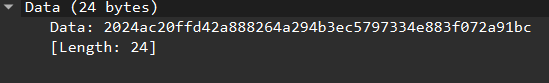 Data (24 bytes)
Data: 2024ac20ffd42a888264a294b3ec5797334e883f072a91bc
[Length: 24]